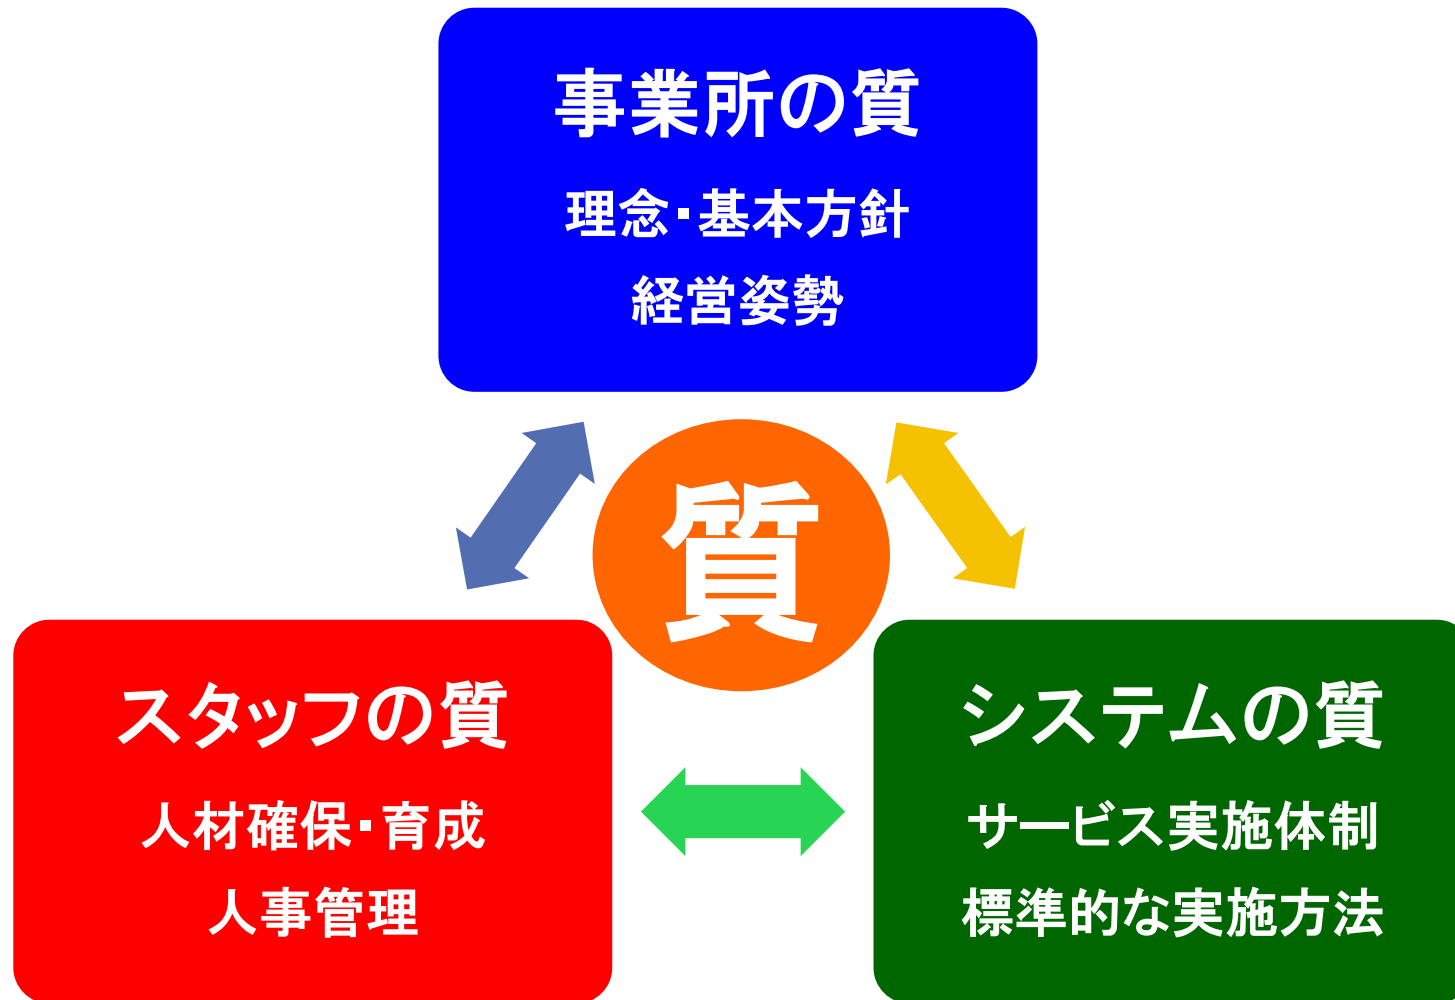 事業所の質
理念・基本方針
経営姿勢
質
スタッフの質
人材確保・育成
人事管理
システムの質
サービス実施体制
標準的な実施方法